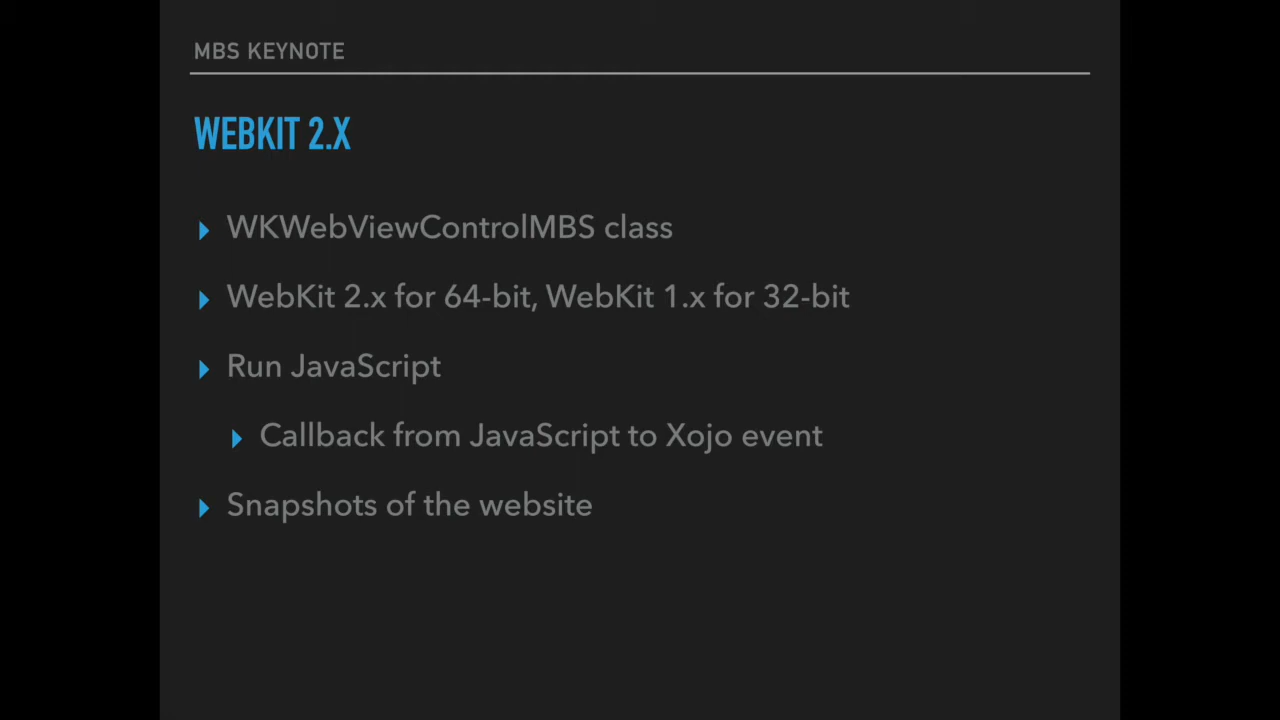 MBS KEYNOTE
WEBKIT 2.X
WKWebViewControlMBS class
WebKit 2.x for 64-bit, WebKit 1.x for 32-bit
Run JavaScript
Callback from JavaScript to Xojo event
Snapshots of the website